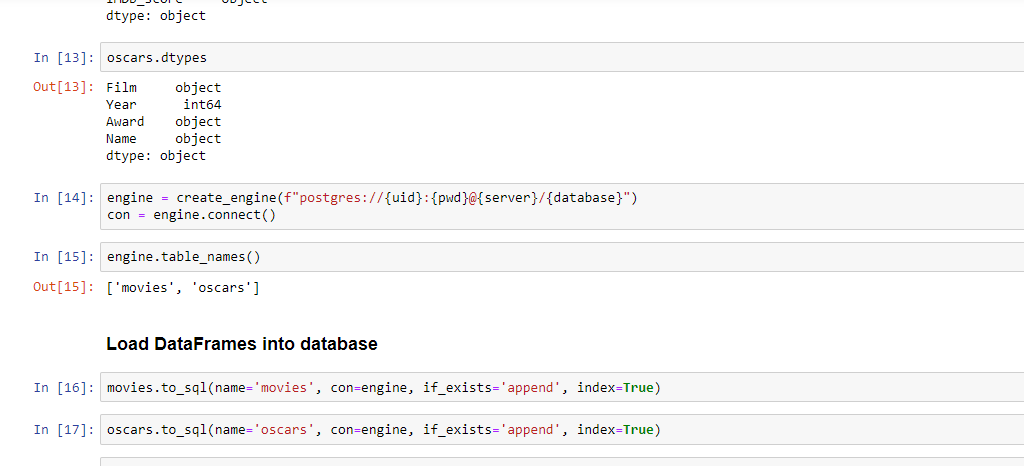 dtype: object
In [13]: oscars.dtypes
Out[13]: Film     object
Year      int64
Award    object
Name     object
dtype: object
In [14]: engine = create_engine(f"postgres://{uid}:{pwd}@{server}/{database}")
con = engine.connect()
In [15]: engine.table_names()
Out[15]: ['movies', 'oscars']
Load DataFrames into database
In [16]: movies.to_sql(name='movies', con=engine, if_exists='append', index=True)
In [17]: oscars.to_sql(name='oscars', con=engine, if_exists='append', index=True)